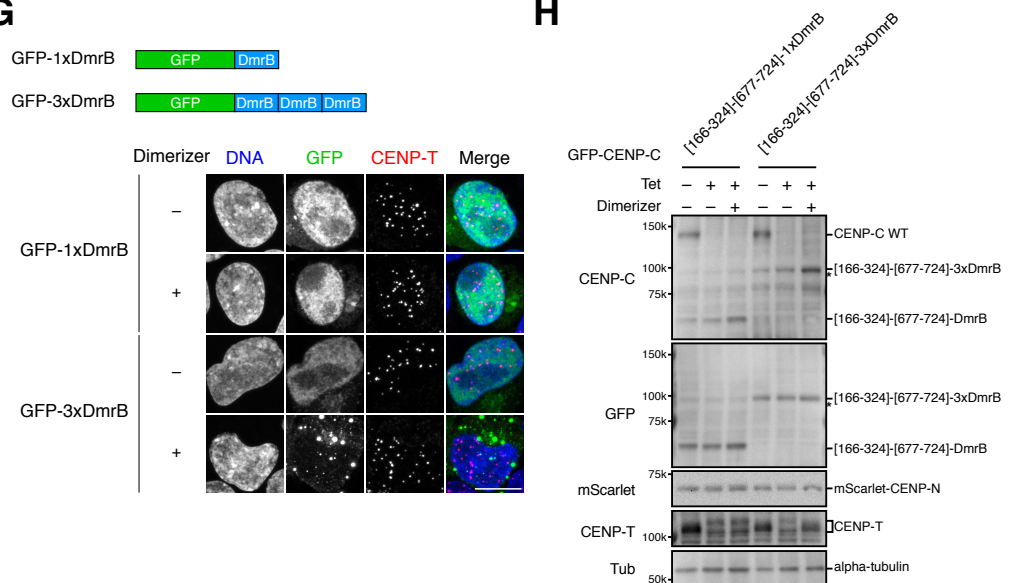 G
GFP-1xDmrB
GFP DmrB
GFP-3xDmrB
GFP DmrB DmrB DmrB
Dimerizer DNA GFP CENP-T Merge
GFP-1xDmrB
−
+
GFP-3xDmrB
−
+
H
[166-324]-[677-724]-1xDmrB
[166-324]-[677-724]-3xDmrB
GFP-CENP-C
Tet − + + − + +
Dimerizer − − + − − +
CENP-C
150k
100k
75k
CENP-C WT
[166-324]-[677-724]-3xDmrB
*
[166-324]-[677-724]-DmrB
GFP
150k
100k
75k
[166-324]-[677-724]-3xDmrB
*
[166-324]-[677-724]-DmrB
75k
mScarlet mScarlet-CENP-N
CENP-T 100k CENP-T
Tub 50k alpha-tubulin